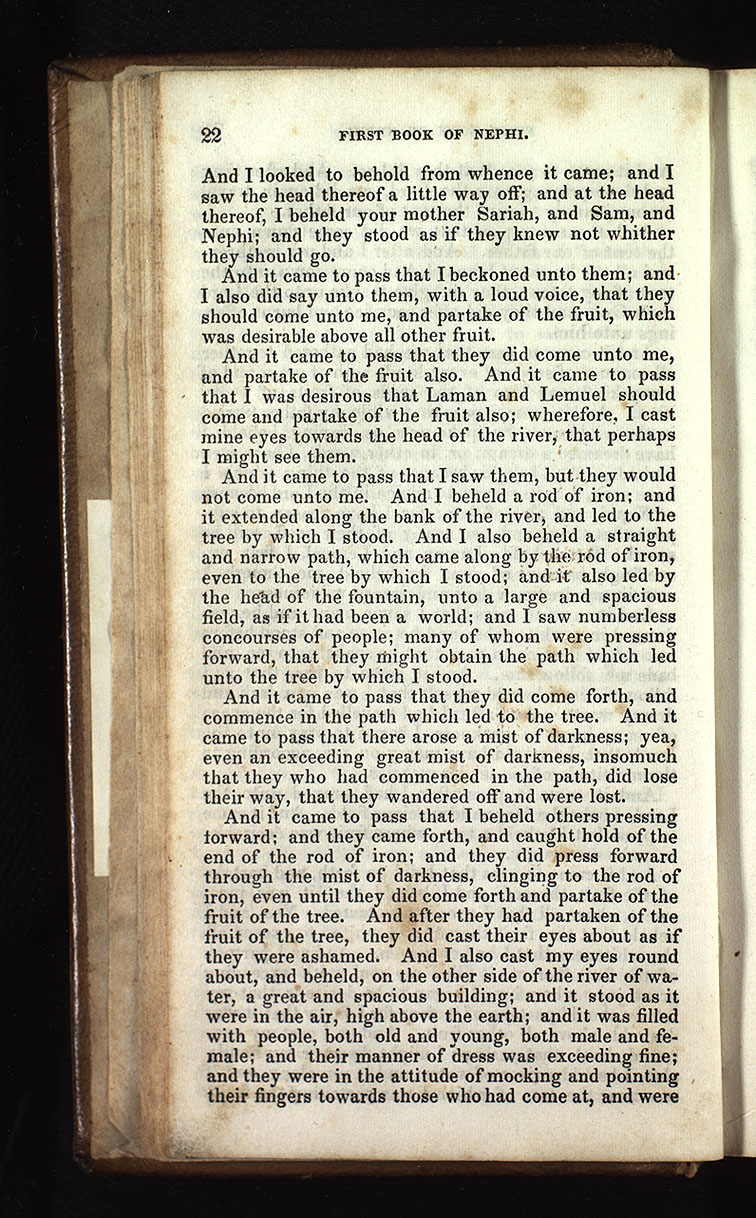 22 FIRST BOOK OF NEPHI.
And I looked to behold from whence it came; and I
saw the head thereof a little way off; and at the head
thereof, I beheld your mother Sariah, and Sam, and
Nephi; and they stood as if they knew not whither
they should go.
And it came to pass that I beckoned unto them; and
I also did say unto them, with a loud voice, that they
should come unto me, and partake of the fruit, which
was desirable above all other fruit.
And it came to pass that they did come unto me,
and partake of the fruit also. And it came to pass
that I was desirous that Laman and Lemuel should
come and partake of the fruit also; wherefore, I cast
mine eyes towards the head of the river, that perhaps
I might see them.
And it came to pass that I saw them, but they would
not come unto me. And I beheld a rod of iron; and
it extended along the bank of the river, and led to the
tree by which I stood. And I also beheld a straight
and narrow path, which came along by the rod of iron,
even to the tree by which I stood; and it also led by
the head of the fountain, unto a large and spacious
field, as if it had been a world; and I saw numberless
concourses of people; many of whom were pressing
forward, that they might obtain the path which led
unto the tree by which I stood.
And it came to pass that they did come forth, and
commence in the path which led to the tree. And it
came to pass that there arose a mist of darkness; yea,
even an exceeding great mist of darkness, insomuch
that they who had commenced in the path, did lose
their way, that they wandered off and were lost.
And it came to pass that I beheld others pressing
forward; and they came forth, and caught hold of the
end of the rod of iron; and they did press forward
through the mist of darkness, clinging to the rod of
iron, even until they did come forth and partake of the
fruit of the tree. And after they had partaken of the
fruit of the tree, they did cast their eyes about as if
they were ashamed. And I also cast my eyes round
about, and beheld, on the other side of the river of wa-
ter, a great and spacious building; and it stood as it
were in the air, high above the earth; and it was filled
with people, both old and young, both male and fe-
male; and their manner of dress was exceeding fine;
and they were in the attitude of mocking and pointing
their fingers towards those who had come at, and were